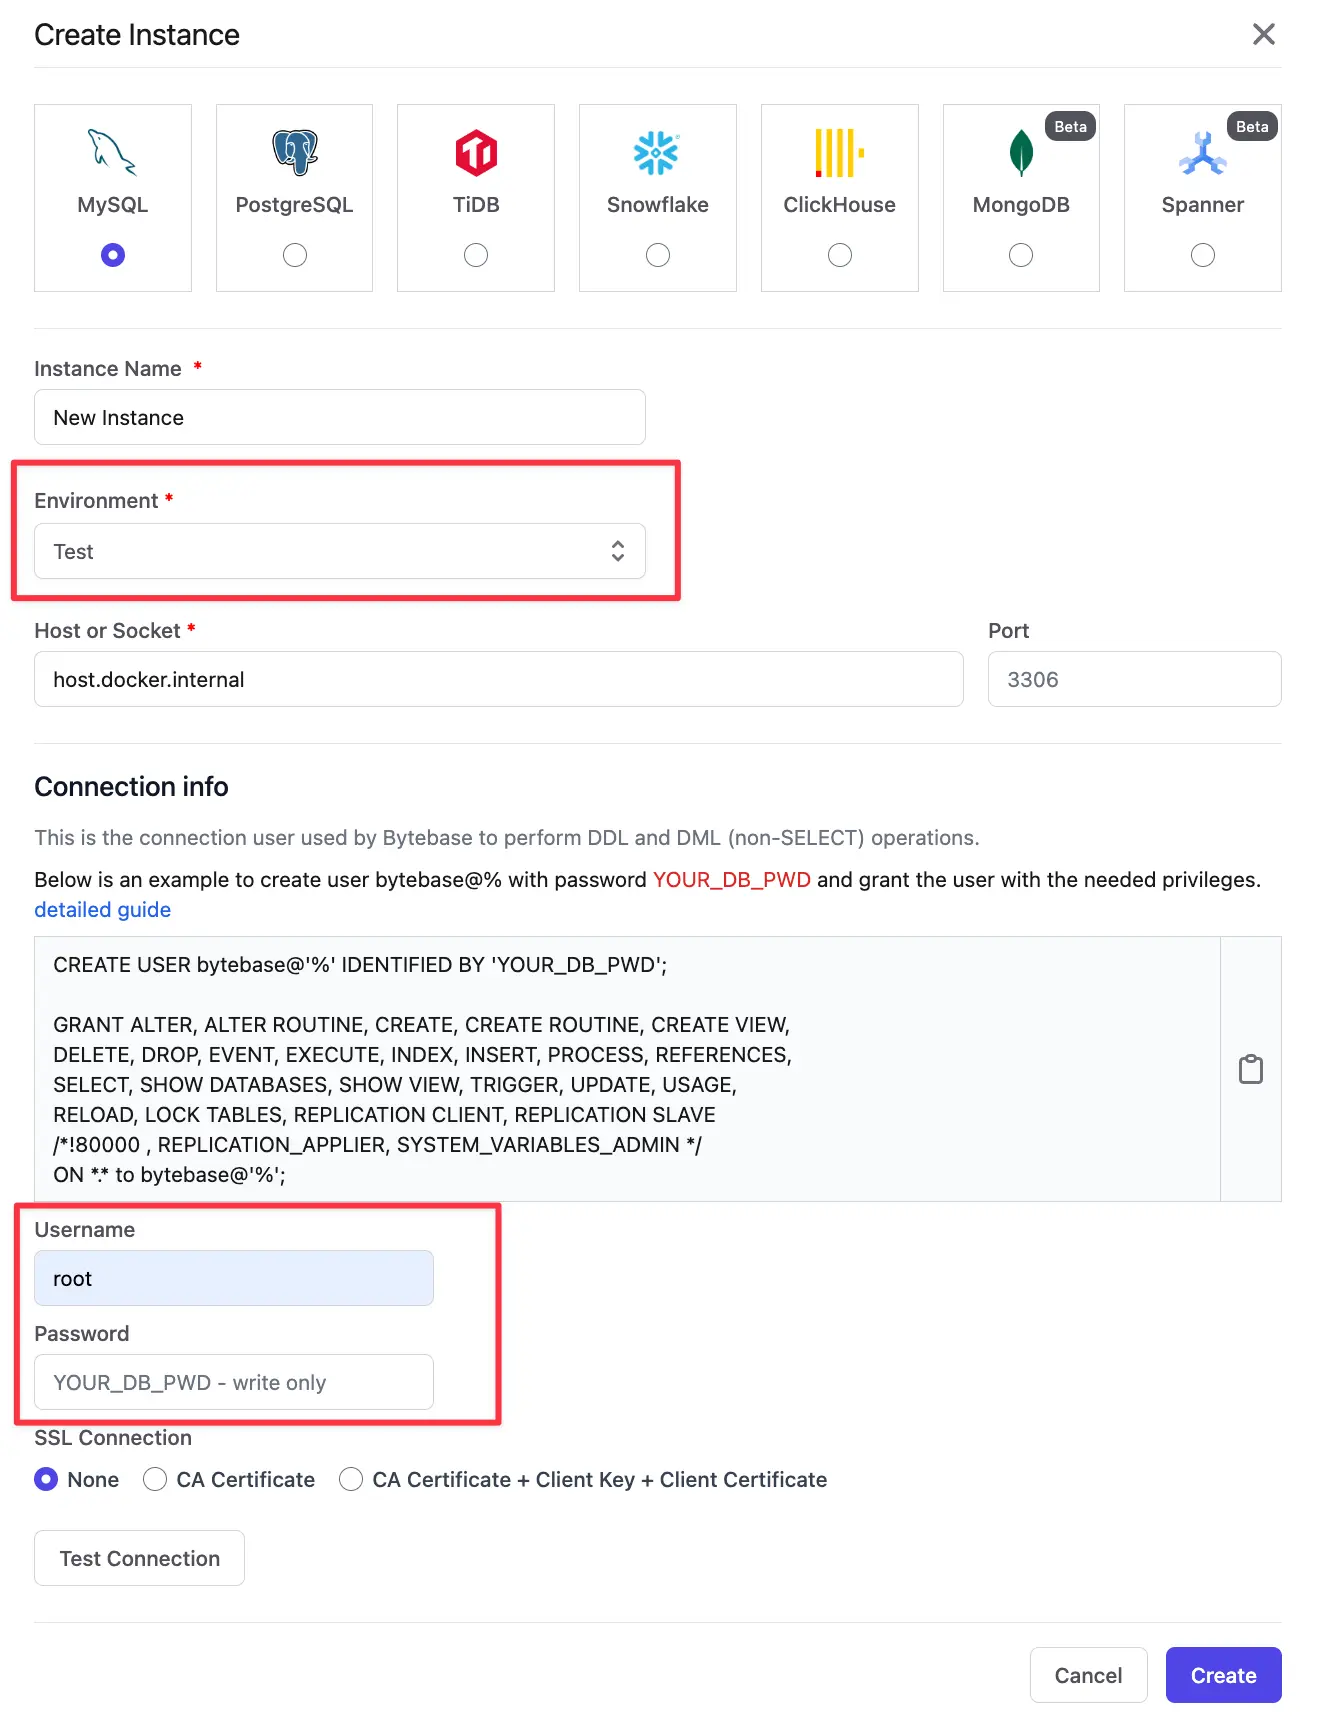 Create Instance
Beta
Beta
MySQL
PostgreSQL
TiDB
Snowflake
ClickHouse
MongoDB
Spanner
Instance Name *
New Instance
Environment *
Test
Host or Socket *
Port
host.docker.internal
3306
Connection info
This is the connection user used by Bytebase to perform DDL and DML (non-SELECT) operations.
Below is an example to create user bytebase@% with password YOUR_DB_PWD and grant the user with the needed privileges.
detailed guide
CREATE USER bytebase@'%' IDENTIFIED BY 'YOUR_DB_PWD';
GRANT ALTER, ALTER ROUTINE, CREATE, CREATE ROUTINE, CREATE VIEW,
DELETE, DROP, EVENT, EXECUTE, INDEX, INSERT, PROCESS, REFERENCES,
SELECT, SHOW DATABASES, SHOW VIEW, TRIGGER, UPDATE, USAGE,
RELOAD, LOCK TABLES, REPLICATION CLIENT, REPLICATION SLAVE
/*!80000 , REPLICATION_APPLIER, SYSTEM_VARIABLES_ADMIN */
ON *.* to bytebase@'%';
Username
root
Password
YOUR_DB_PWD - write only
SSL Connection
None
CA Certificate
CA Certificate + Client Key + Client Certificate
Test Connection
Cancel
Create